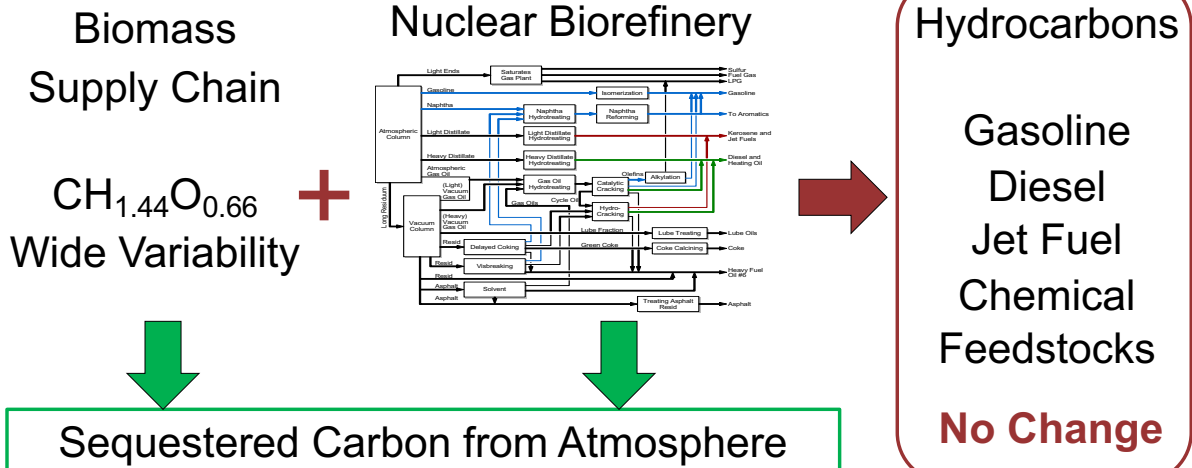 Biomass
Supply Chain
CH1.44O0.66
Wide Variability
+
Nuclear Biorefinery
Light Ends
Saturates
Gas Plant
Sulfur
Fuel Gas
LPG
Gasoline
Isomerization
Gasoline
Naphtha
Naphtha
Hydrotreating
Naphtha
Reforming
To Aromatics
Atmospheric
Column
Light Distillate
Light Distillate
Hydrotreating
Kerosene and
Jet Fuels
Heavy Distillate
Heavy Distillate
Hydrotreating
Diesel and
Heating Oil
Atmospheric
Gas Oil
Gas Oil
Hydrotreating
Catalytic
Cracking
Olefins
Alkylation
(Light)
Vacuum
Gas Oil
Gas Oils
Cycle Oil
Hydro-
Cracking
Long Residuum
Vacuum
Column
(Heavy)
Vacuum
Gas Oil
Lube Fraction
Lube Treating
Lube Oils
Resid
Delayed Coking
Green Coke
Coke Calcining
Coke
Resid
Visbreaking
Resid
Heavy Fuel
Oil #6
Asphalt
Solvent
Asphalt
Treating Asphalt
Resid
Asphalt
Hydrocarbons
Gasoline
Diesel
Jet Fuel
Chemical
Feedstocks
No Change
Sequestered Carbon from Atmosphere